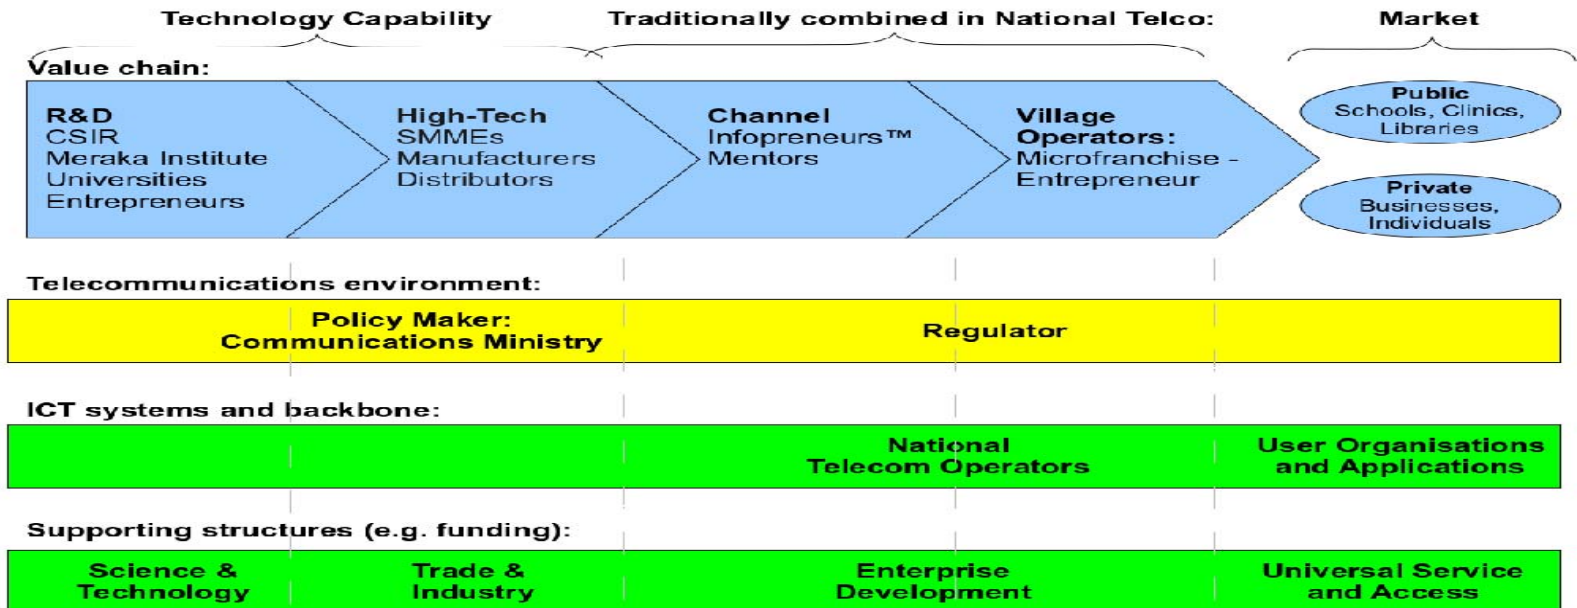 Technology Capability
Traditionally combined in National Telco:
Market
Value chain:
R&D
CSIR
Meraka Institute
Universities
Entrepreneurs
High-Tech
SMMEs
Manufacturers
Distributors
Channel
Infopreneurs™
Mentors
Village
Operators:
Microfranchise -
Entrepreneur
Public
Schools, Clinics,
Libraries
Private
Businesses,
Individuals
Telecommunications environment:
Policy Maker:
Communications Ministry
Regulator
ICT systems and backbone:
National
Telecom Operators
User Organisations
and Applications
Supporting structures (e.g. funding):
Science &
Technology
Trade &
Industry
Enterprise
Development
Universal Service
and Access